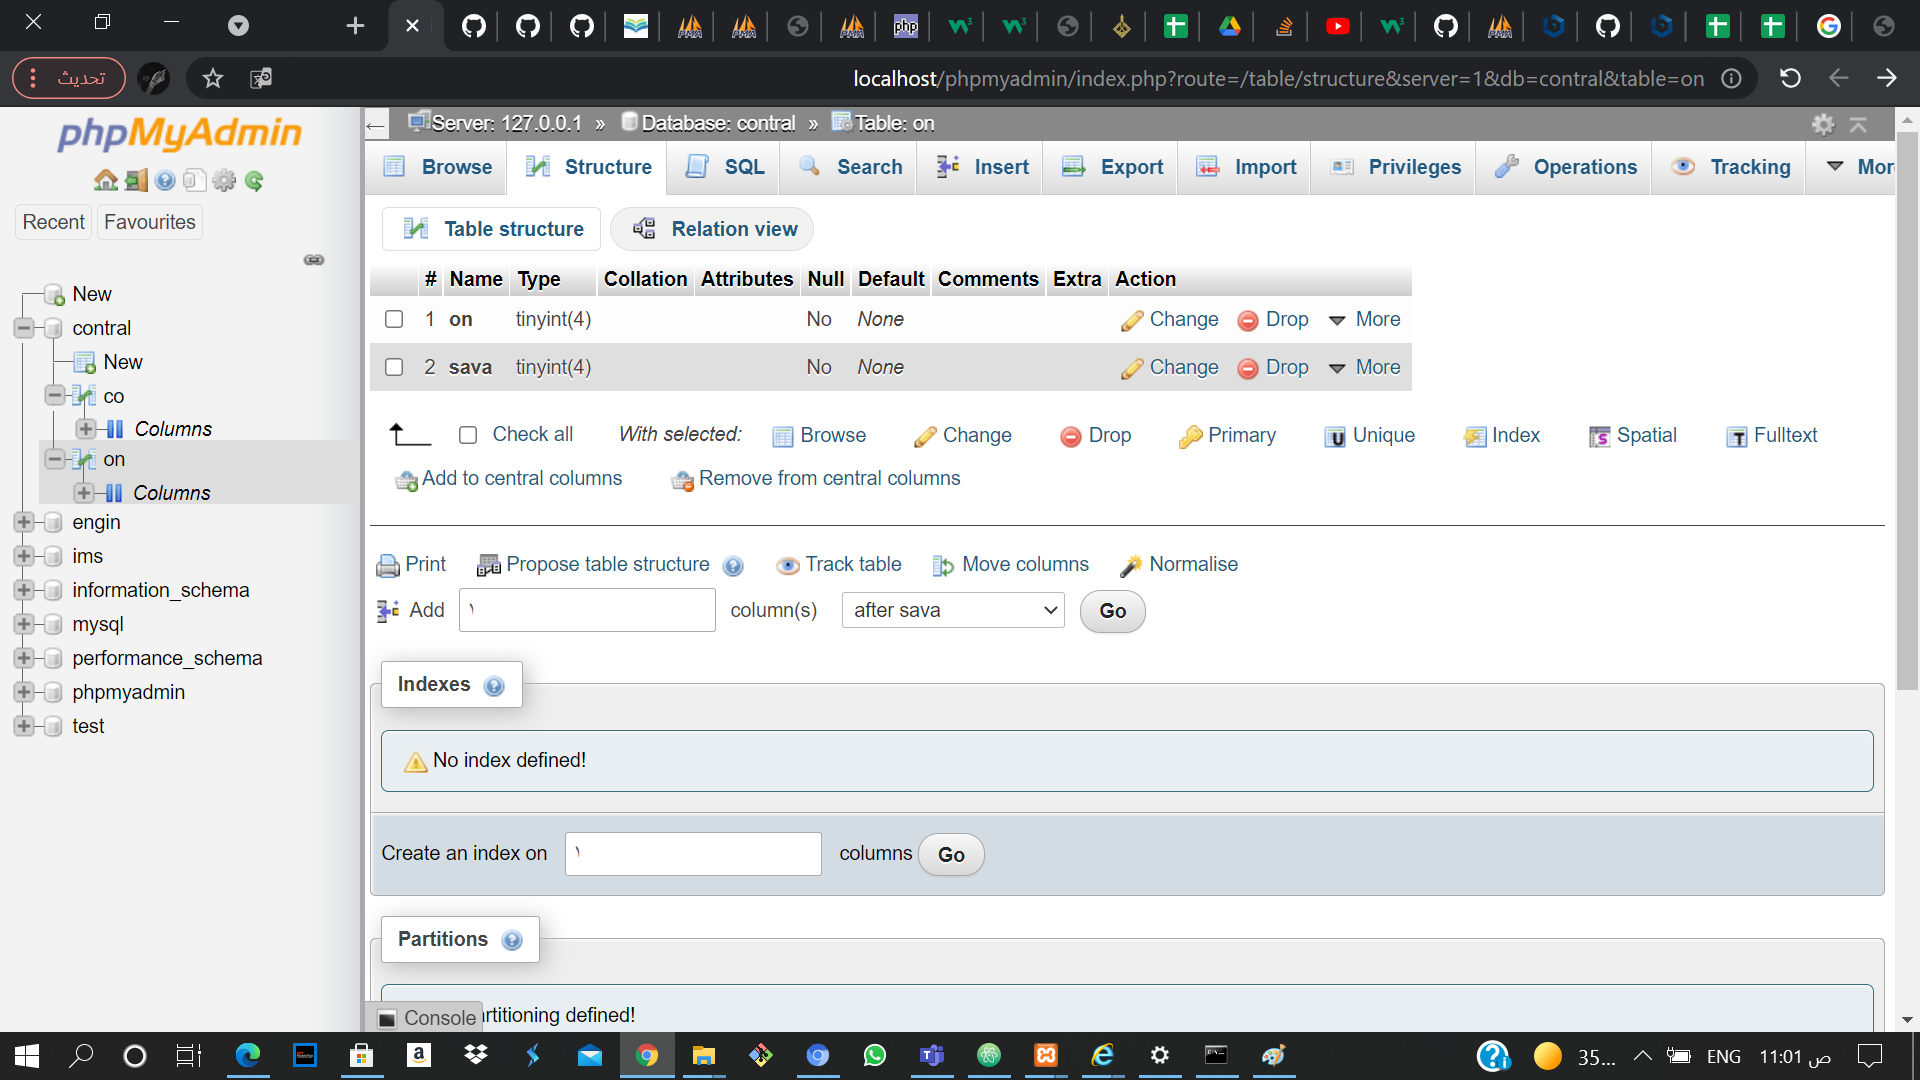 تحديث
localhost/phpmyadmin/index.php?route=/table/structure&server=1&db=contral&table=on
phpMyAdmin
Recent Favourites
New
contral
New
co
Columns
on
Columns
engin
ims
information_schema
mysql
performance_schema
phpmyadmin
test
Server: 127.0.0.1 » Database: contral » Table: on
Browse Structure SQL Search Insert Export Import Privileges Operations Tracking Mor
Table structure Relation view
# Name Type Collation Attributes Null Default Comments Extra Action
1 on tinyint(4) No None Change Drop More
2 sava tinyint(4) No None Change Drop More
Check all With selected: Browse Change Drop Primary Unique Index Spatial Fulltext
Add to central columns Remove from central columns
Print Propose table structure Track table Move columns Normalise
Add ١ column(s) after sava Go
Indexes
No index defined!
Create an index on ١ columns Go
Partitions
Console rtitioning defined!
35... ENG 11:01 ص